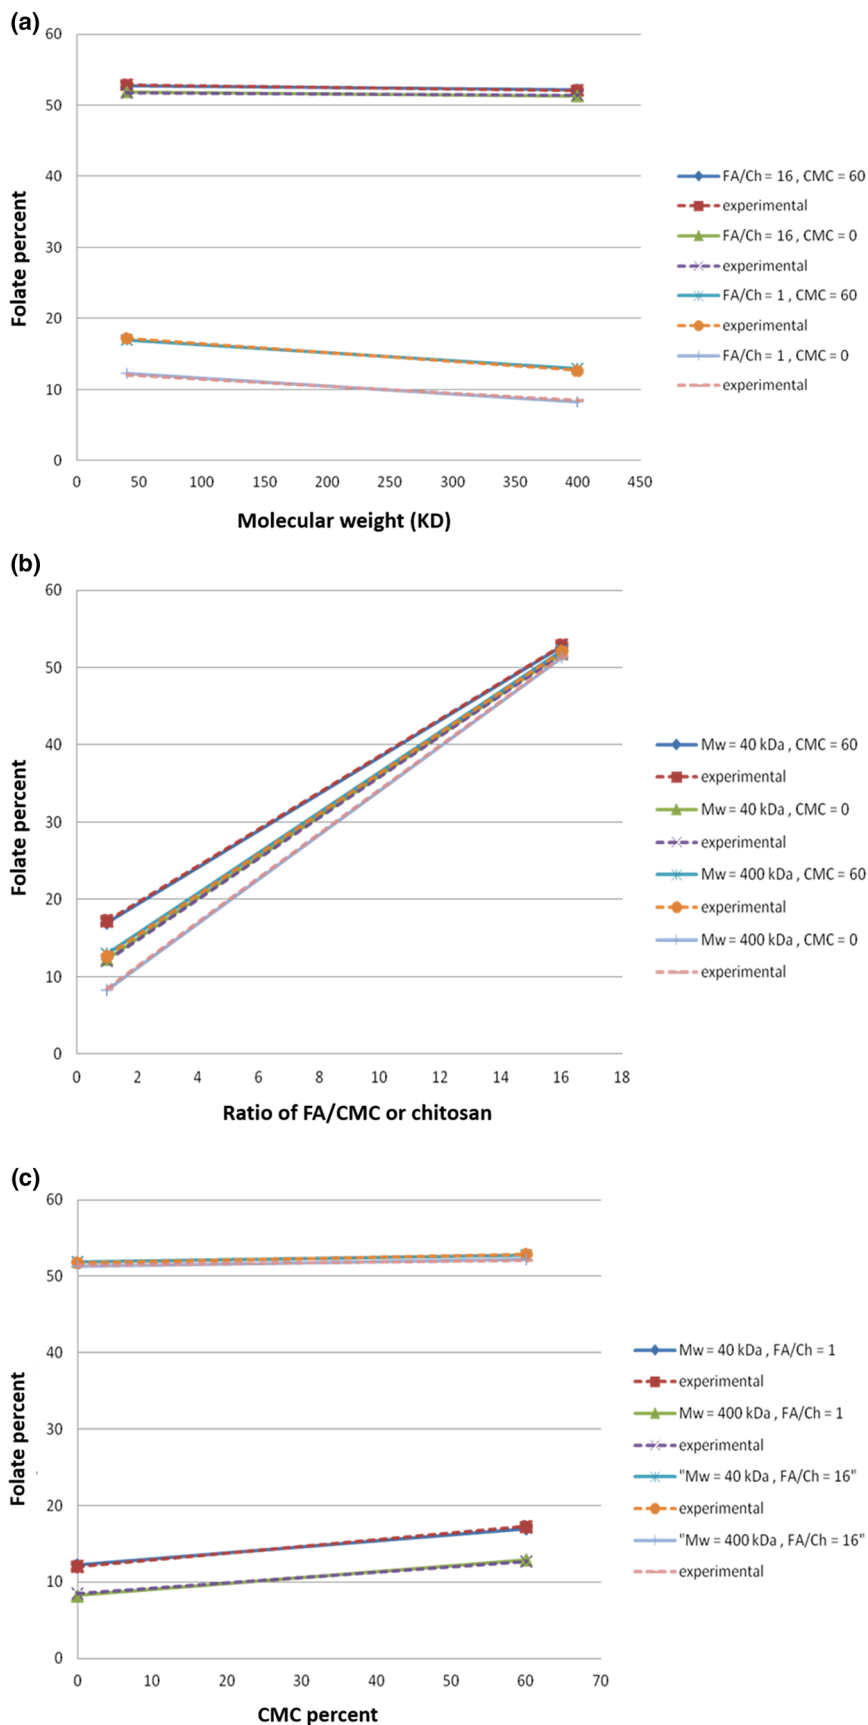 (a)
60
50
40
30
20
10
0
Folate percent
0 50 100 150 200 250 300 350 400 450
Molecular weight (KD)
FA/Ch = 16 , CMC = 60
experimental
FA/Ch = 16 , CMC = 0
experimental
FA/Ch = 1 , CMC = 60
experimental
FA/Ch = 1 , CMC = 0
experimental
(b)
60
50
40
30
20
10
0
Folate percent
0 2 4 6 8 10 12 14 16 18
Ratio of FA/CMC or chitosan
Mw = 40 kDa , CMC = 60
experimental
Mw = 40 kDa , CMC = 0
experimental
Mw = 400 kDa , CMC = 60
experimental
Mw = 400 kDa , CMC = 0
experimental
(c)
60
50
40
30
20
10
0
Folate percent
0 10 20 30 40 50 60 70
CMC percent
Mw = 40 kDa , FA/Ch = 1
experimental
Mw = 400 kDa , FA/Ch = 1
experimental
"Mw = 40 kDa , FA/Ch = 16"
experimental
"Mw = 400 kDa , FA/Ch = 16"
experimental